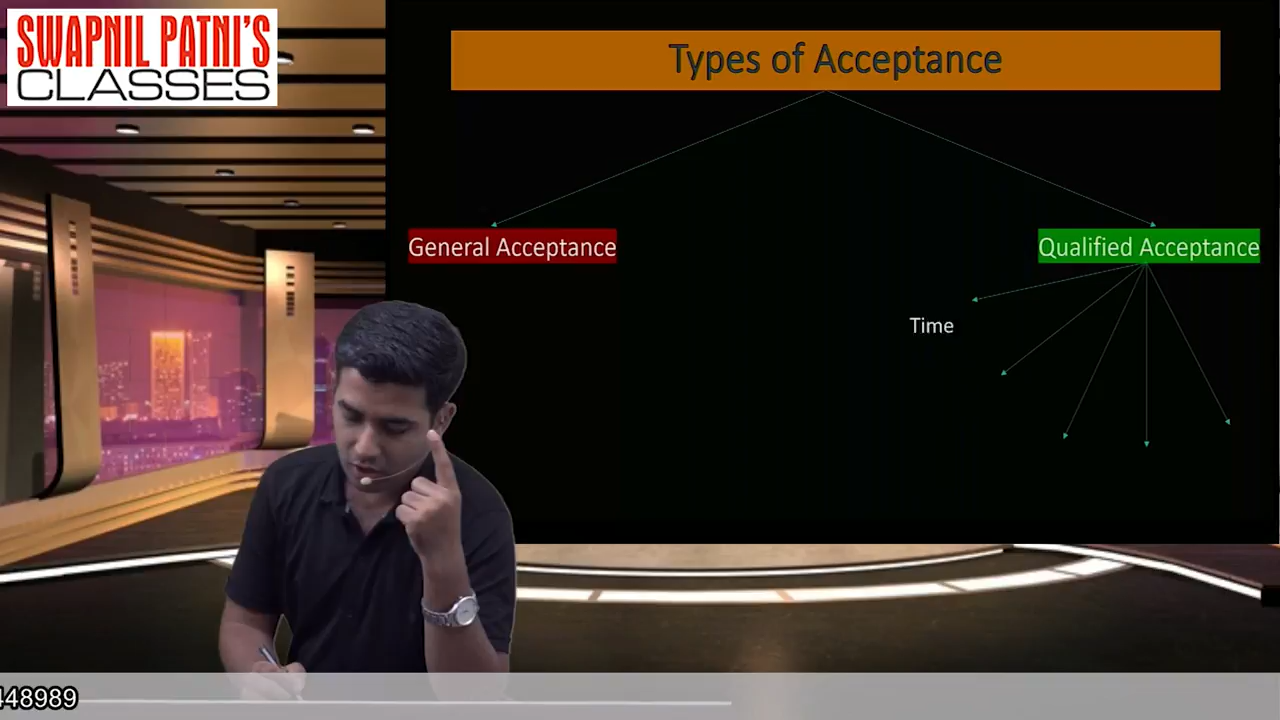 SWAPNIL PATNI'S
CLASSES
Types of Acceptance
General Acceptance
Qualified Acceptance
Time
448989